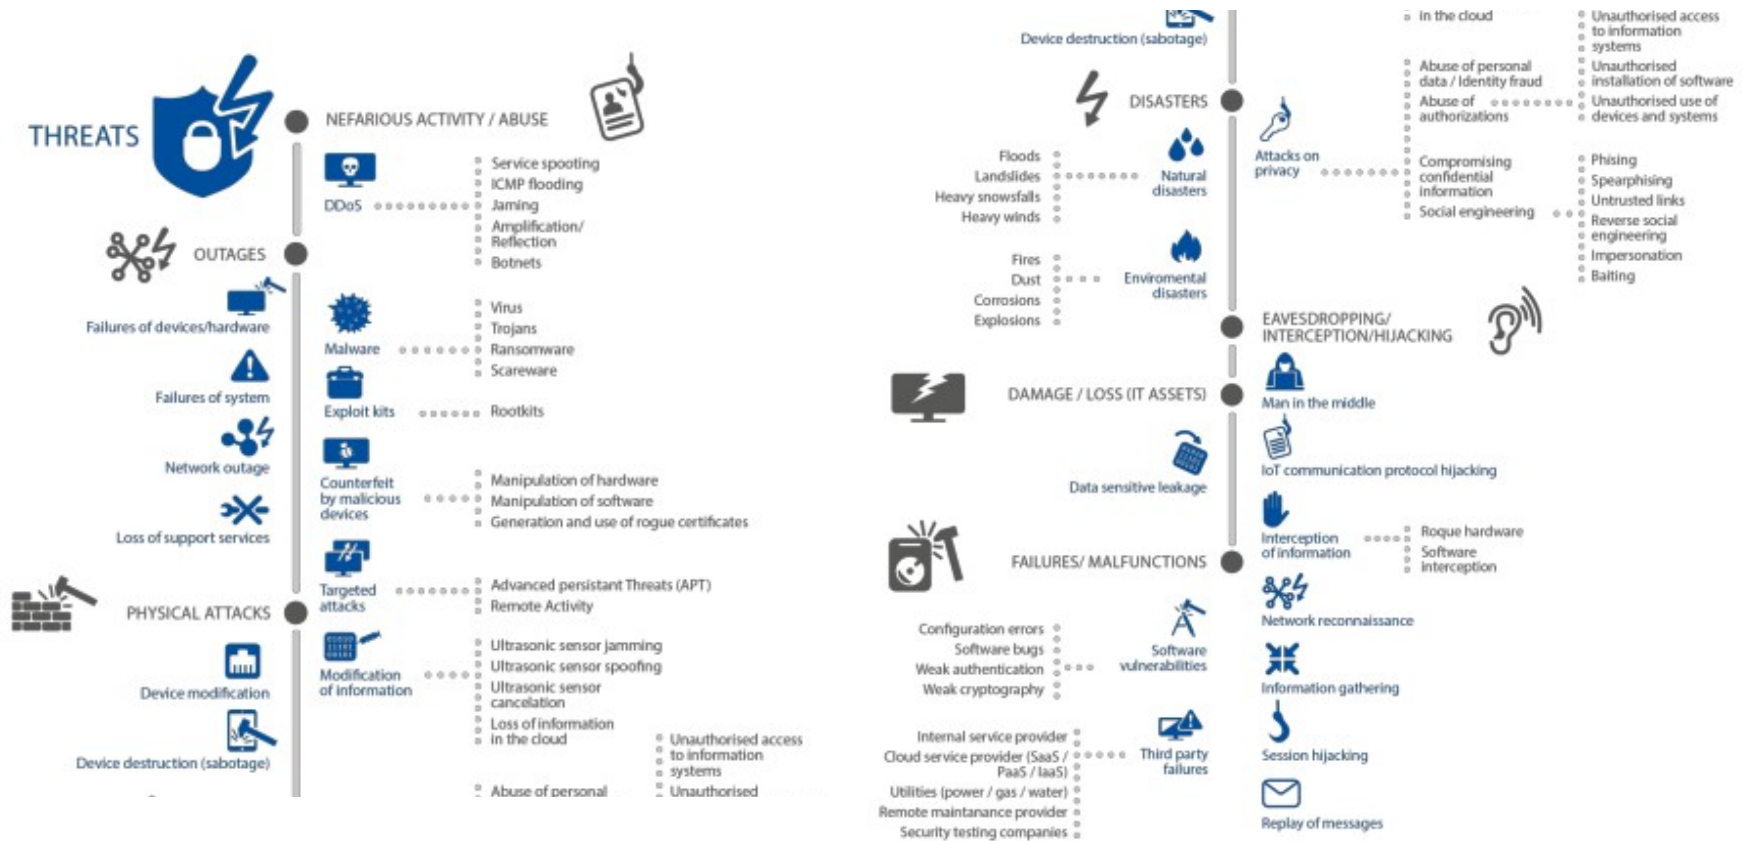 THREATS
NEFARIOUS ACTIVITY / ABUSE
DDoS
Service spooting
ICMP flooding
Jaming
Amplification/
Reflection
Botnets
OUTAGES
Failures of devices/hardware
Failures of system
Network outage
Loss of support services
Malware
Virus
Trojans
Ransomware
Scareware
Exploit kits
Rootkits
Counterfeit
by malicious
devices
Manipulation of hardware
Manipulation of software
Generation and use of rogue certificates
Targeted
attacks
Advanced persistant Threats (APT)
Remote Activity
PHYSICAL ATTACKS
Device modification
Device destruction (sabotage)
Modification
of information
Ultrasonic sensor jamming
Ultrasonic sensor spoofing
Ultrasonic sensor
cancelation
Loss of information
in the cloud
Unauthorised access
to information
systems
Abuse of personal
Unauthorised
Device destruction (sabotage)
in the cloud
Unauthorised access
to information
systems
Abuse of personal
data / Identity fraud
Unauthorised
installation of software
Abuse of
authorizations
Unauthorised use of
devices and systems
DISASTERS
Natural
disasters
Floods
Landslides
Heavy snowfalls
Heavy winds
Attacks on
privacy
Compromising
confidential
information
Social engineering
Phising
Spearphising
Untrusted links
Reverse social
engineering
Impersonation
Baiting
Enviromental
disasters
Fires
Dust
Corrosions
Explosions
EAVESDROPPING/
INTERCEPTION/HIJACKING
Man in the middle
IoT communication protocol hijacking
DAMAGE / LOSS (IT ASSETS)
Data sensitive leakage
Interception
of information
Roque hardware
Software
interception
FAILURES/ MALFUNCTIONS
Network reconnaissance
Software
vulnerabilities
Configuration errors
Software bugs
Weak authentication
Weak cryptography
Information gathering
Third party
failures
Internal service provider
Cloud service provider (SaaS /
PaaS / IaaS)
Utilities (power / gas / water)
Remote maintanance provider
Security testing companies
Session hijacking
Replay of messages